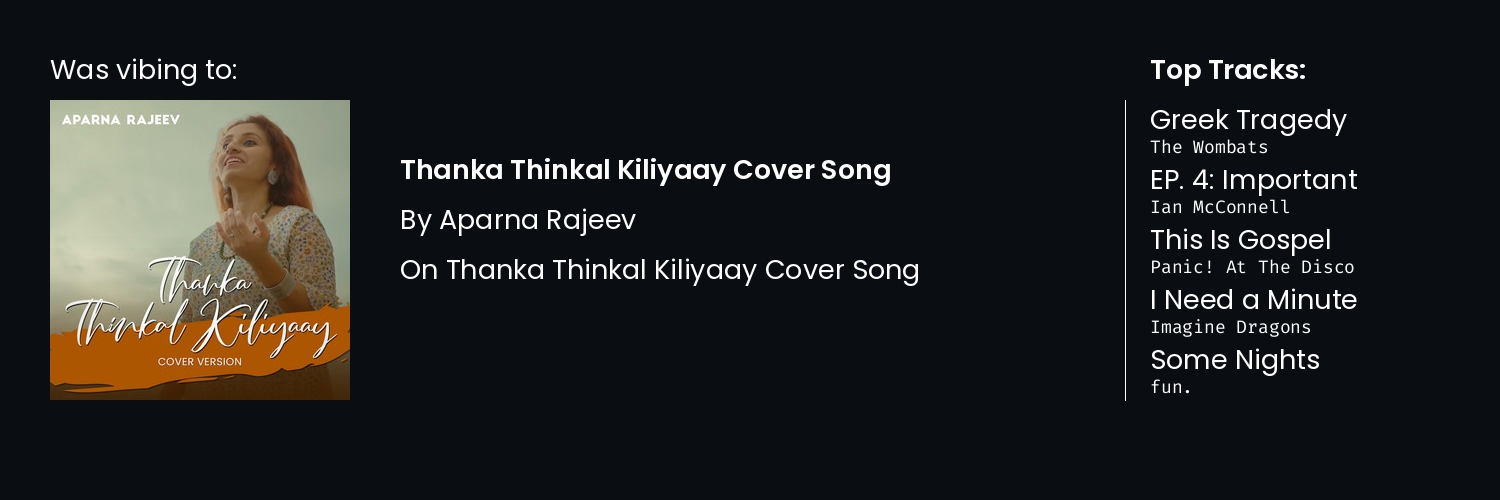 Was vibing to:
APARNA RAJEEV
Thanka
Thinkal Kiliyaay
COVER VERSION
Thanka Thinkal Kiliyaay Cover Song
By Aparna Rajeev
On Thanka Thinkal Kiliyaay Cover Song
Top Tracks:
Greek Tragedy
The Wombats
EP. 4: Important
Ian McConnell
This Is Gospel
Panic! At The Disco
I Need a Minute
Imagine Dragons
Some Nights
fun.